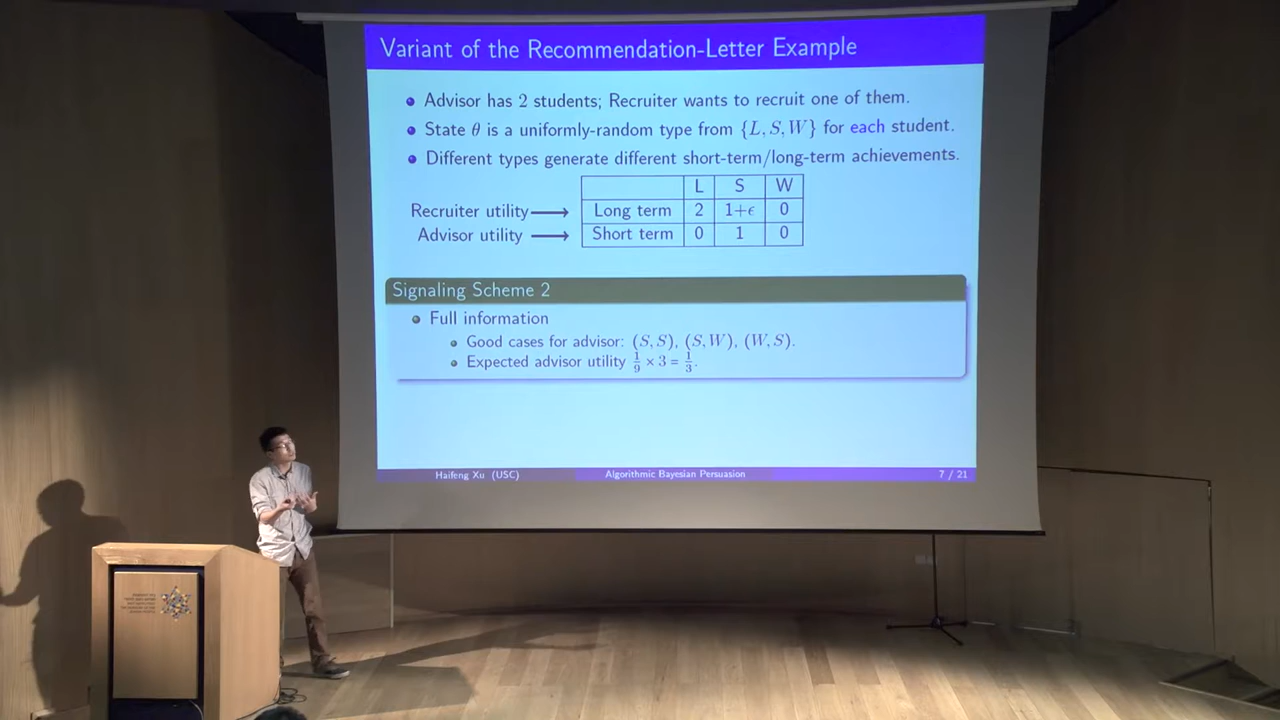 Variant of the Recommendation-Letter Example
Advisor has 2 students; Recruiter wants to recruit one of them.
State θ is a uniformly-random type from {L, S, W} for each student.
Different types generate different short-term/long-term achievements.
L S W
Recruiter utility → Long term 2 1+ϵ 0
Advisor utility → Short term 0 1 0
Signaling Scheme 2
Full information
Good cases for advisor: (S, S), (S, W), (W, S).
Expected advisor utility 1/9 × 3 = 1/3.
Haifeng Xu (USC) Algorithmic Bayesian Persuasion 7 / 21